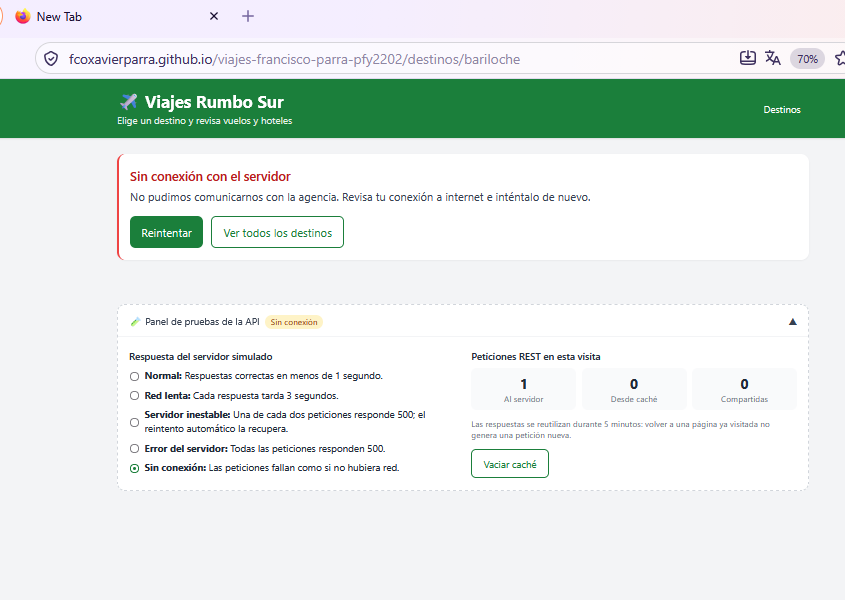 New Tab
fcoxavierparra.github.io/viajes-francisco-parra-pfy2202/destinos/bariloche
70%
Viajes Rumbo Sur
Elige un destino y revisa vuelos y hoteles
Destinos
Sin conexión con el servidor
No pudimos comunicarnos con la agencia. Revisa tu conexión a internet e inténtalo de nuevo.
Reintentar
Ver todos los destinos
Panel de pruebas de la API
Sin conexión
Respuesta del servidor simulado
Normal: Respuestas correctas en menos de 1 segundo.
Red lenta: Cada respuesta tarda 3 segundos.
Servidor inestable: Una de cada dos peticiones responde 500; el
reintento automático la recupera.
Error del servidor: Todas las peticiones responden 500.
Sin conexión: Las peticiones fallan como si no hubiera red.
Peticiones REST en esta visita
1
Al servidor
0
Desde caché
0
Compartidas
Las respuestas se reutilizan durante 5 minutos: volver a una página ya visitada no
genera una petición nueva.
Vaciar caché